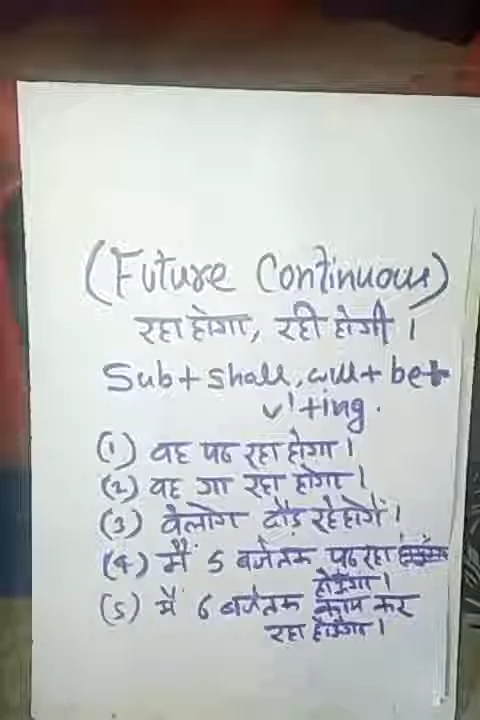 (Future Continuous)
रहा होगा, रही होगी ।
Sub + shall, will + be +
v¹ + ing.
(1) वह पढ रहा होगा ।
(2) वह गा रहा होगा ।
(3) वेलोग दौड़ रहे होगें ।
(4) मैं 5 बजेतक पढ रहा
होऊँगा ।
(5) मैं 6 बजेतक काम कर
रहा होऊँगा ।